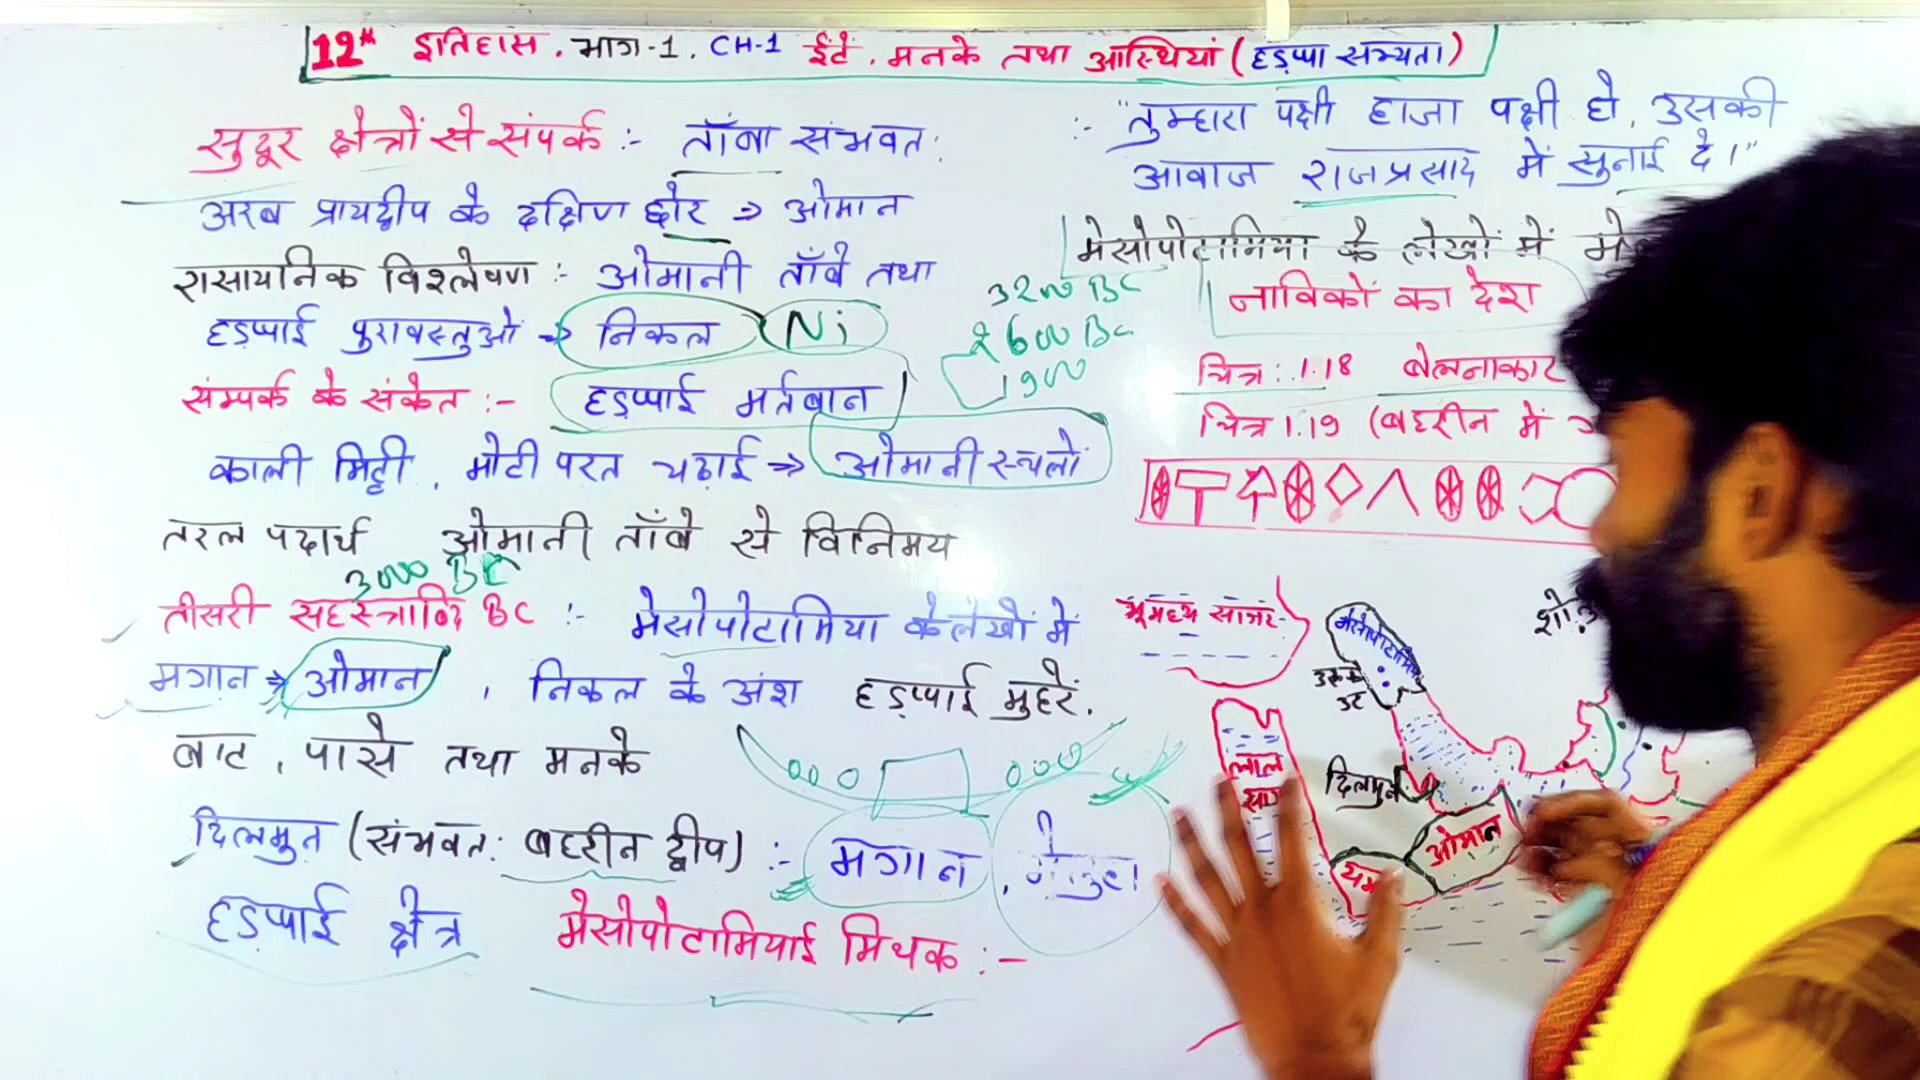 12th इतिहास. भाग-1. CH-1 ईंटें. मनके तथा अस्थियां (हड़प्पा सभ्यता)
सुदूर क्षेत्रों से संपर्क :- ताँबा संभवत:
अरब प्रायद्वीप के दक्षिण छोर ⇒ ओमान
रासायनिक विश्लेषण :- ओमानी ताँबे तथा
हड़प्पाई पुरावस्तुओं → निकल Ni
संम्पर्क के संकेत :- हड़प्पाई मर्तबान
काली मिट्टी, मोटी परत चढ़ाई ⇒ ओमानी स्थलों
तरल पदार्थ ओमानी ताँबे से विनिमय
3000 BC
तीसरी सहस्त्राब्दि BC :- मेसोपोटामिया के लेखों में
मगान → ओमान, निकल के अंश हड़प्पाई मुहरें.
बाट, पासे तथा मनके
दिलमुन (संभवत: बहरीन द्वीप) :- मगान, मेलुहा
हड़प्पाई क्षेत्र मेसोपोटामियाई मिथक :-
3200 BC
2600 BC
1900
:- "तुम्हारा पक्षी हाजा पक्षी हो, उसकी
आवाज राजप्रसाद में सुनाई दे।"
मेसोपोटामिया के लेखों में
नाविकों का देश
चित्र: 1.18 बेलनाकार
चित्र 1.19 (बहरीन में
भूमध्य सागर
मेसोपोटामिया
उर
लाल
दिलमुन
ओमान